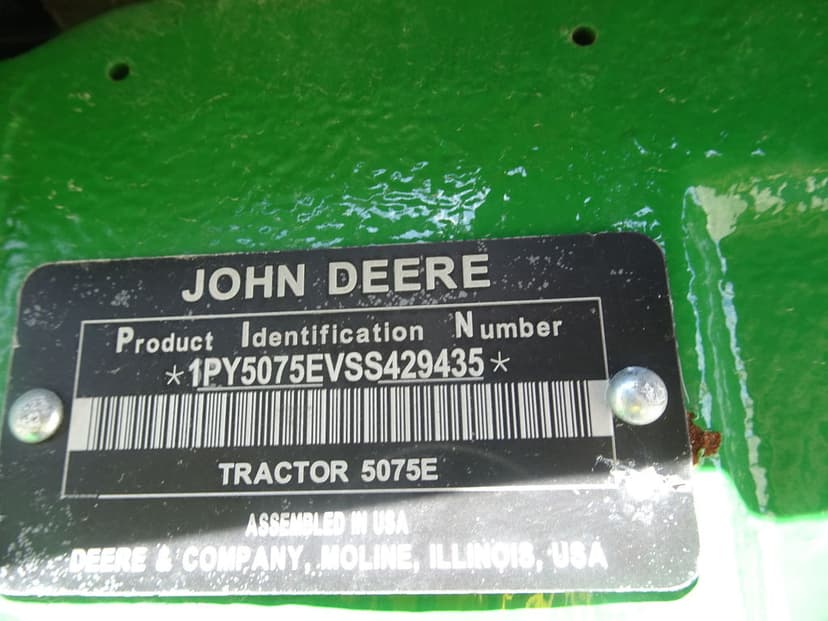 JOHN DEERE
Product Identification Number
*1PY5075EVSS429435*
TRACTOR 5075E
ASSEMBLED IN USA
DEERE & COMPANY, MOLINE, ILLINOIS, USA